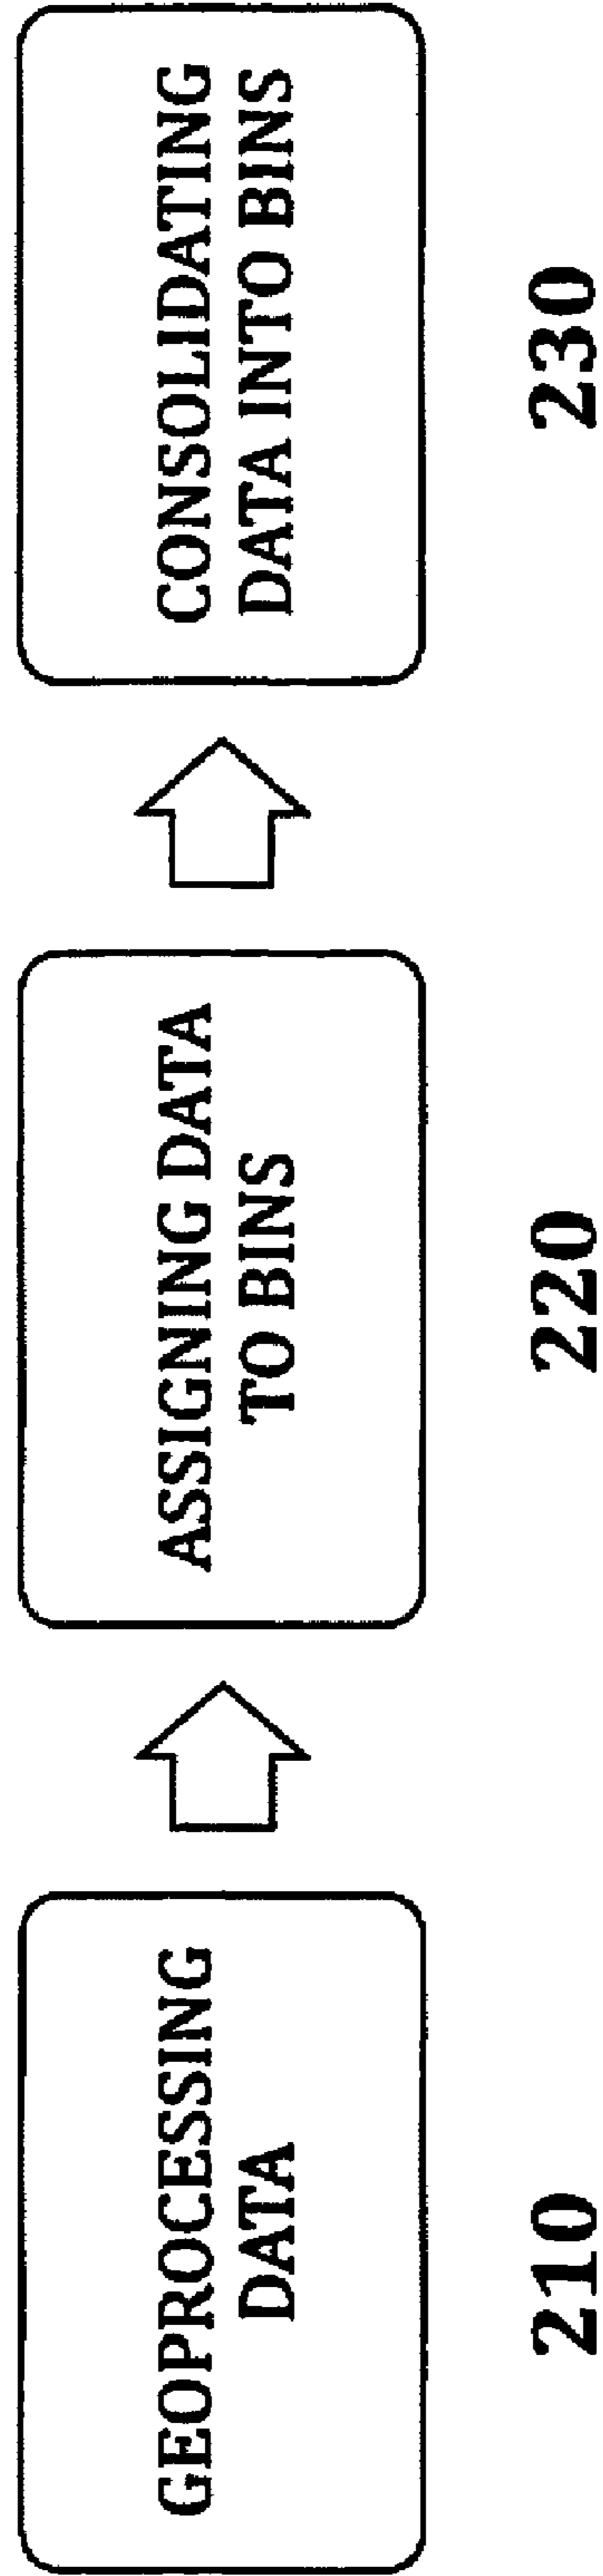 GEOPROCESSING
DATA
210
ASSIGNING DATA
TO BINS
220
CONSOLIDATING
DATA INTO BINS
230